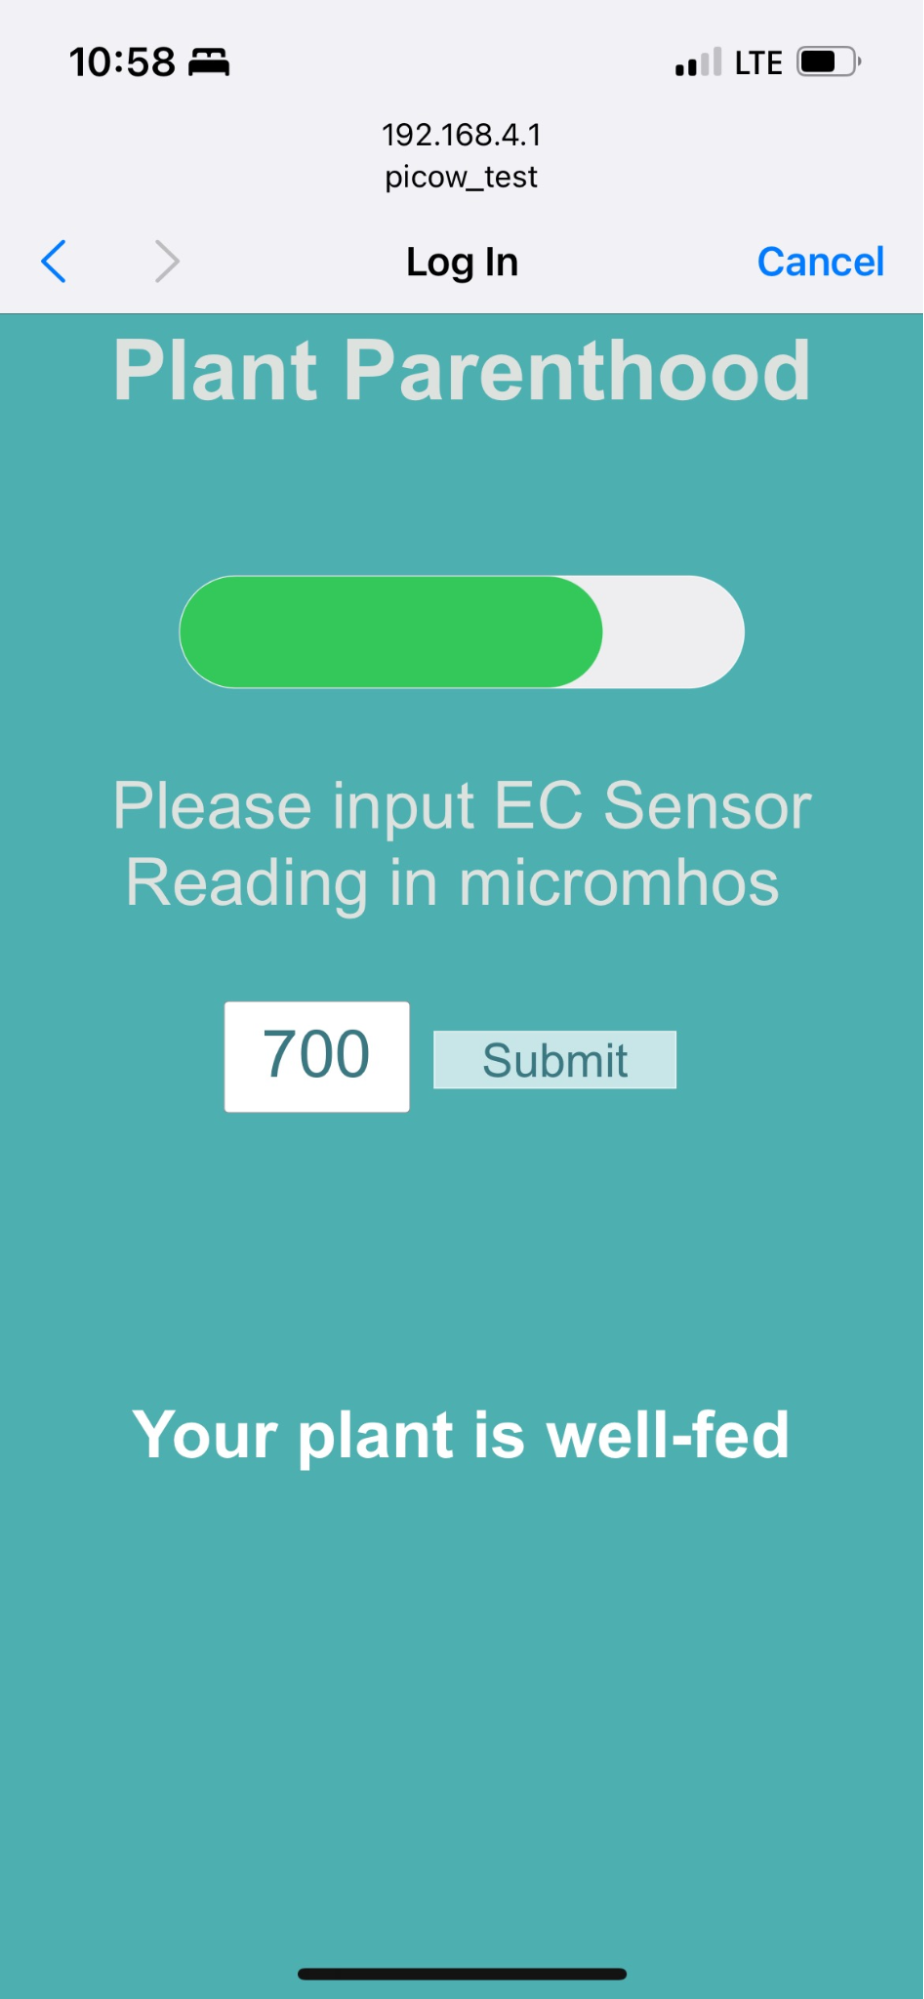 10:58
LTE
192.168.4.1
picow_test
Log In
Cancel
Plant Parenthood
Please input EC Sensor
Reading in micromhos
700
Submit
Your plant is well-fed